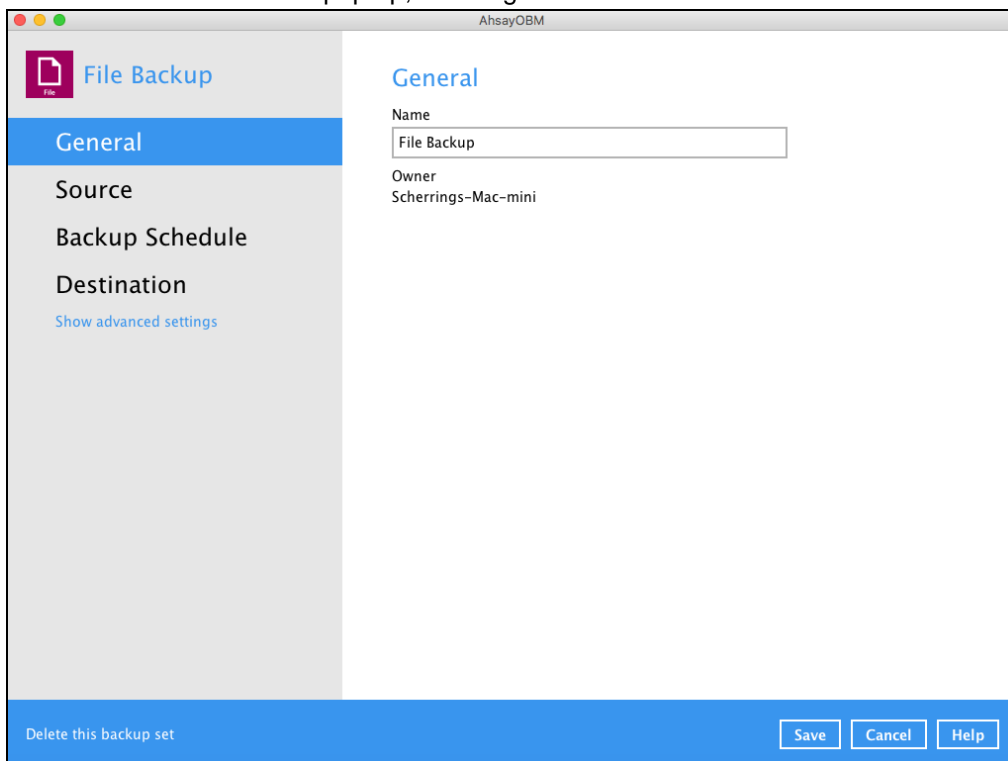 AhsayOBM
File
File Backup
General
Source
Backup Schedule
Destination
Show advanced settings
General
Name
File Backup
Owner
Scherrings-Mac-mini
Delete this backup set
Save
Cancel
Help